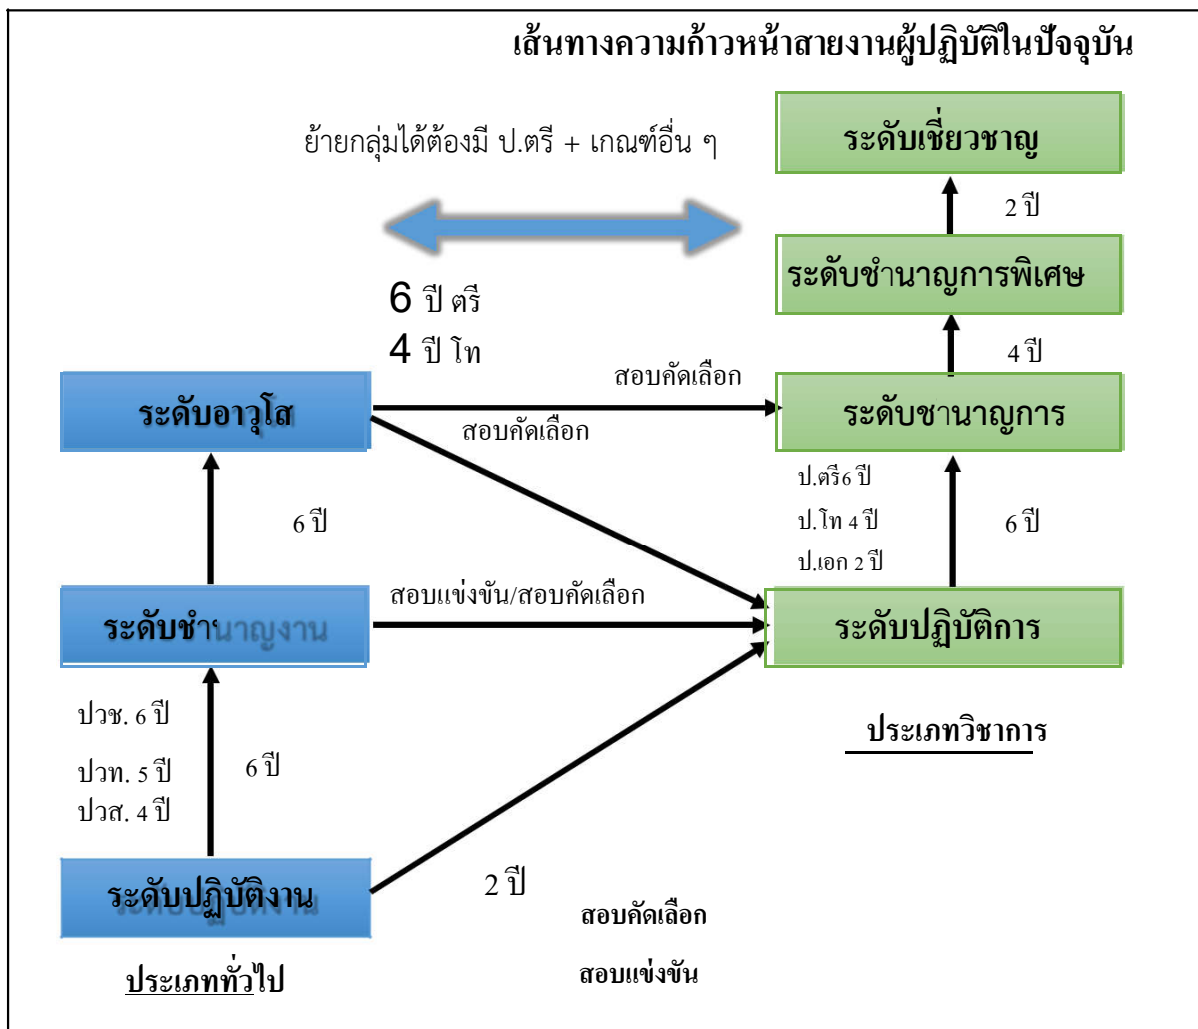 เส้นทางความก้าวหน้าสายงานผู้ปฏิบัติในปัจจุบัน
ย้ายกลุ่มได้ต้องมี ป.ตรี + เกณฑ์อื่น ๆ
ระดับเชี่ยวชาญ
2 ปี
ระดับชำนาญการพิเศษ
6 ปี ตรี
4 ปี โท
4 ปี
สอบคัดเลือก
ระดับอาวุโส
ระดับชานาญการ
สอบคัดเลือก
ป.ตรี6 ปี
ป.โท 4 ปี
ป.เอก 2 ปี
6 ปี
6 ปี
สอบแข่งขัน/สอบคัดเลือก
ระดับชำนาญงาน
ระดับปฏิบัติการ
ปวช. 6 ปี
ปวท. 5 ปี
ปวส. 4 ปี
6 ปี
ประเภทวิชาการ
ระดับปฏิบัติงาน
2 ปี
สอบคัดเลือก
สอบแข่งขัน
ประเภททั่วไป